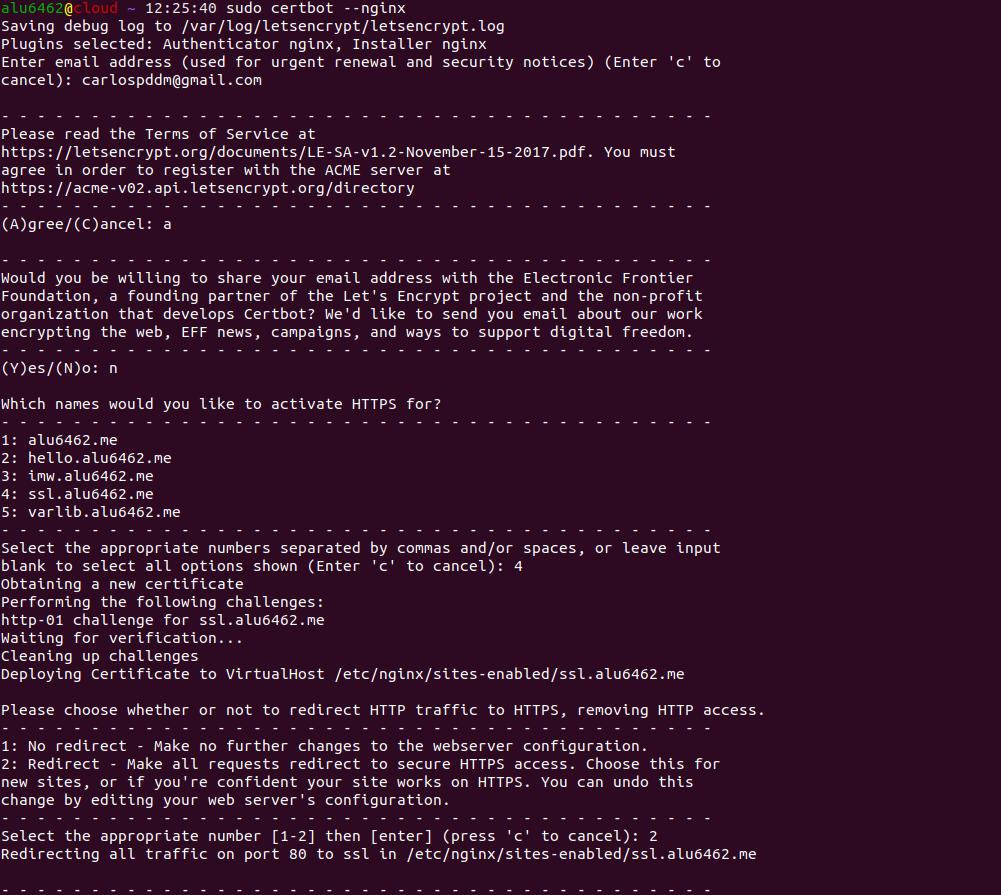 alu6462@cloud ~ 12:25:40 sudo certbot --nginx
Saving debug log to /var/log/letsencrypt/letsencrypt.log
Plugins selected: Authenticator nginx, Installer nginx
Enter email address (used for urgent renewal and security notices) (Enter 'c' to
cancel): carlospddm@gmail.com
- - - - - - - - - - - - - - - - - - - - - - - - - - - - - - - - - - - - - - - -
Please read the Terms of Service at
https://letsencrypt.org/documents/LE-SA-v1.2-November-15-2017.pdf. You must
agree in order to register with the ACME server at
https://acme-v02.api.letsencrypt.org/directory
- - - - - - - - - - - - - - - - - - - - - - - - - - - - - - - - - - - - - - - -
(A)gree/(C)ancel: a
- - - - - - - - - - - - - - - - - - - - - - - - - - - - - - - - - - - - - - - -
Would you be willing to share your email address with the Electronic Frontier
Foundation, a founding partner of the Let's Encrypt project and the non-profit
organization that develops Certbot? We'd like to send you email about our work
encrypting the web, EFF news, campaigns, and ways to support digital freedom.
- - - - - - - - - - - - - - - - - - - - - - - - - - - - - - - - - - - - - - - -
(Y)es/(N)o: n
Which names would you like to activate HTTPS for?
- - - - - - - - - - - - - - - - - - - - - - - - - - - - - - - - - - - - - - - -
1: alu6462.me
2: hello.alu6462.me
3: imw.alu6462.me
4: ssl.alu6462.me
5: varlib.alu6462.me
- - - - - - - - - - - - - - - - - - - - - - - - - - - - - - - - - - - - - - - -
Select the appropriate numbers separated by commas and/or spaces, or leave input
blank to select all options shown (Enter 'c' to cancel): 4
Obtaining a new certificate
Performing the following challenges:
http-01 challenge for ssl.alu6462.me
Waiting for verification...
Cleaning up challenges
Deploying Certificate to VirtualHost /etc/nginx/sites-enabled/ssl.alu6462.me
Please choose whether or not to redirect HTTP traffic to HTTPS, removing HTTP access.
- - - - - - - - - - - - - - - - - - - - - - - - - - - - - - - - - - - - - - - -
1: No redirect - Make no further changes to the webserver configuration.
2: Redirect - Make all requests redirect to secure HTTPS access. Choose this for
new sites, or if you're confident your site works on HTTPS. You can undo this
change by editing your web server's configuration.
- - - - - - - - - - - - - - - - - - - - - - - - - - - - - - - - - - - - - - - -
Select the appropriate number [1-2] then [enter] (press 'c' to cancel): 2
Redirecting all traffic on port 80 to ssl in /etc/nginx/sites-enabled/ssl.alu6462.me
- - - - - - - - - - - - - - - - - - - - - - - - - - - - - - - - - - - - - - - -